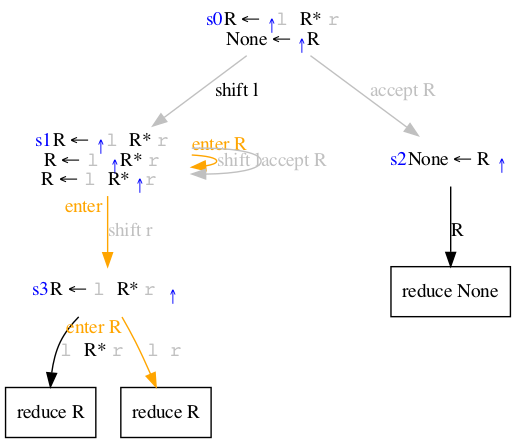 s0R ← ↑l R* r
None ← ↑R
shift l
accept R
s1R ← ↑l R* r
R ← l ↑R* r
R ← l R* ↑r
enter R
shift l
accept R
s2None ← R ↑
enter
shift r
R
s3R ← l R* r ↑
reduce None
enter R
l R* r
l r
reduce R
reduce R